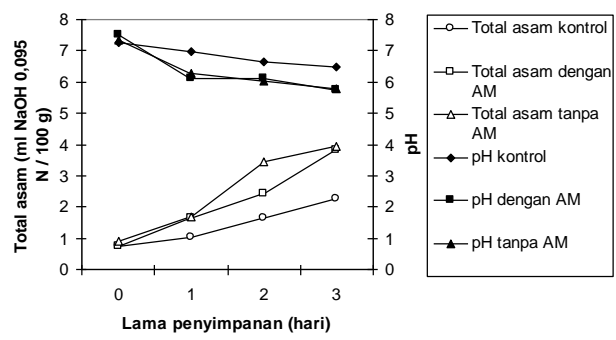 Total asam (ml NaOH 0,095
N / 100 g)
8
7
6
5
4
3
2
1
0
8
7
6
5
4
3
2
1
0
pH
0 1 2 3
Lama penyimpanan (hari)
Total asam kontrol
Total asam dengan
AM
Total asam tanpa
AM
pH kontrol
pH dengan AM
pH tanpa AM